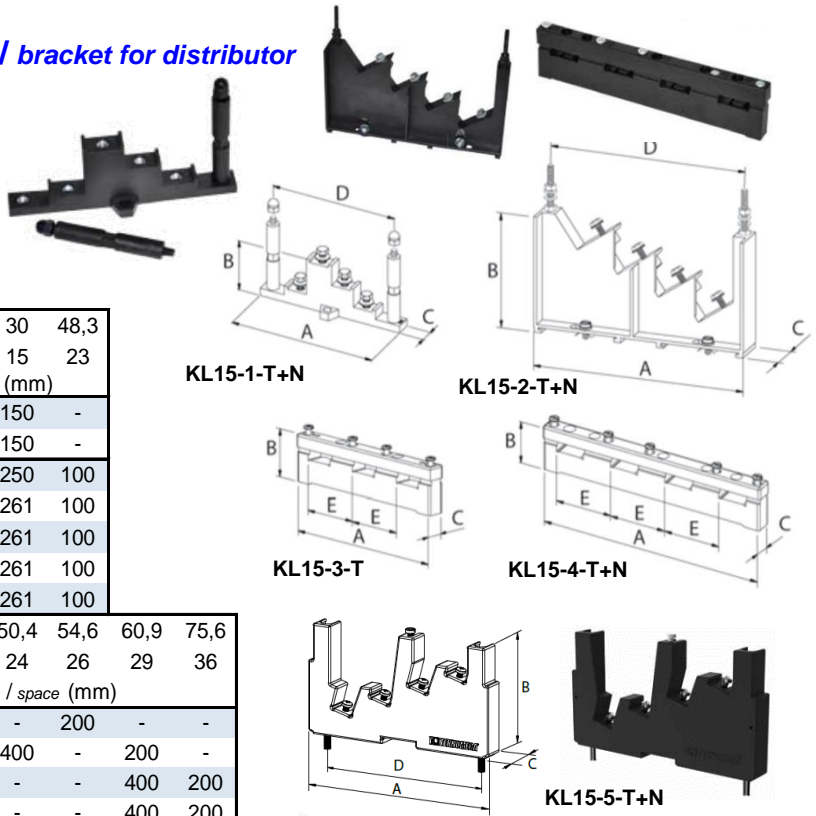 bracket for distributor
D
B
A
C
KL15-1-T+N
D
B
A
C
KL15-2-T+N
30 48,3
15 23
(mm)
150 -
150 -
250 100
261 100
261 100
261 100
261 100
B
E E
A
C
KL15-3-T
B
E E E
A
C
KL15-4-T+N
54,6 60,9 75,6
24 26 29 36
/ space (mm)
- 200 - -
400 - 200 -
- - 400 200
- - 400 200
B
D
C
A
KL15-5-T+N